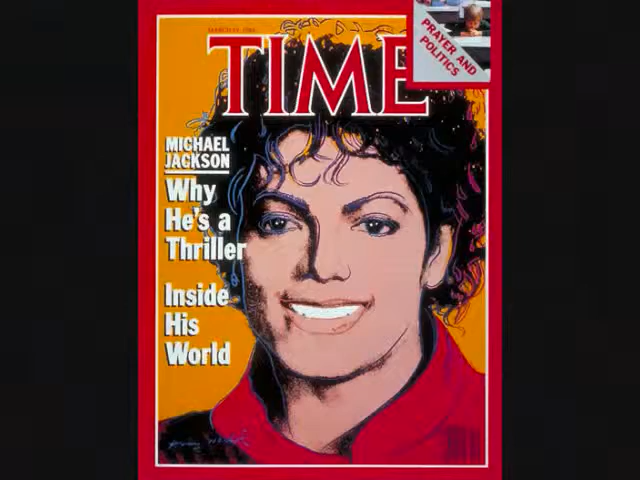 TIME
PRAYER AND
POLITICS
MICHAEL
JACKSON
Why
He's a
Thriller
Inside
His
World